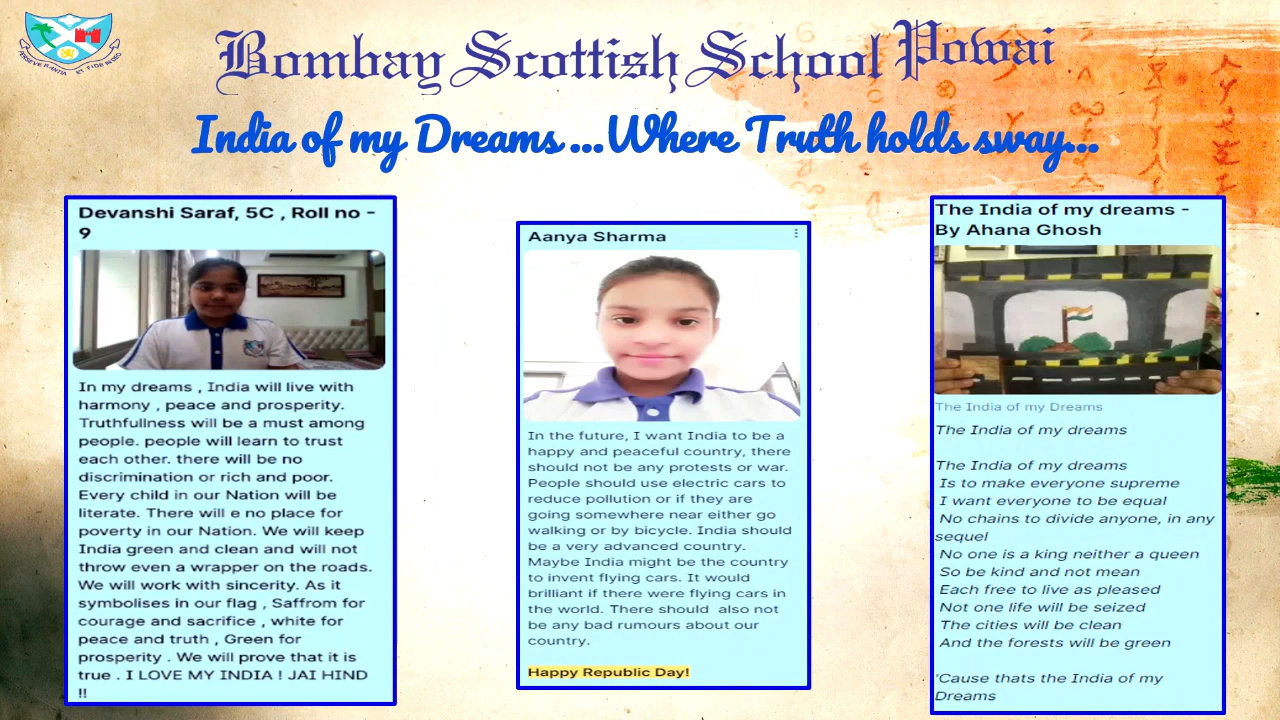 Bombay Scottish School Powai
India of my Dreams ...Where Truth holds sway...
Devanshi Saraf, 5C , Roll no -
9
In my dreams , India will live with
harmony , peace and prosperity.
Truthfullness will be a must among
people. people will learn to trust
each other. there will be no
discrimination or rich and poor.
Every child in our Nation will be
literate. There will e no place for
poverty in our Nation. We will keep
India green and clean and will not
throw even a wrapper on the roads.
We will work with sincerity. As it
symbolises in our flag , Saffrom for
courage and sacrifice , white for
peace and truth , Green for
prosperity . We will prove that it is
true . I LOVE MY INDIA ! JAI HIND
!!
Aanya Sharma
In the future, I want India to be a
happy and peaceful country, there
should not be any protests or war.
People should use electric cars to
reduce pollution or if they are
going somewhere near either go
walking or by bicycle. India should
be a very advanced country.
Maybe India might be the country
to invent flying cars. It would
brilliant if there were flying cars in
the world. There should also not
be any bad rumours about our
country.
Happy Republic Day!
The India of my dreams -
By Ahana Ghosh
The India of my Dreams
The India of my dreams
The India of my dreams
Is to make everyone supreme
I want everyone to be equal
No chains to divide anyone, in any
sequel
No one is a king neither a queen
So be kind and not mean
Each free to live as pleased
Not one life will be seized
The cities will be clean
And the forests will be green
'Cause thats the India of my
Dreams